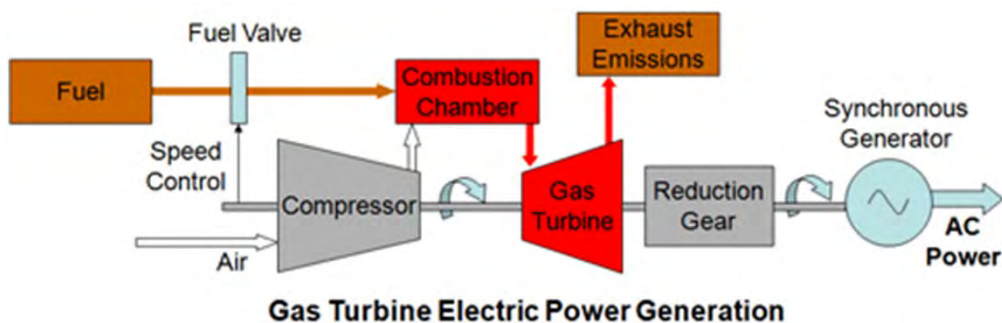 Fuel Valve
Fuel
Combustion
Chamber
Exhaust
Emissions
Synchronous
Generator
Speed
Control
Compressor
Gas
Turbine
Reduction
Gear
Air
AC
Power
Gas Turbine Electric Power Generation